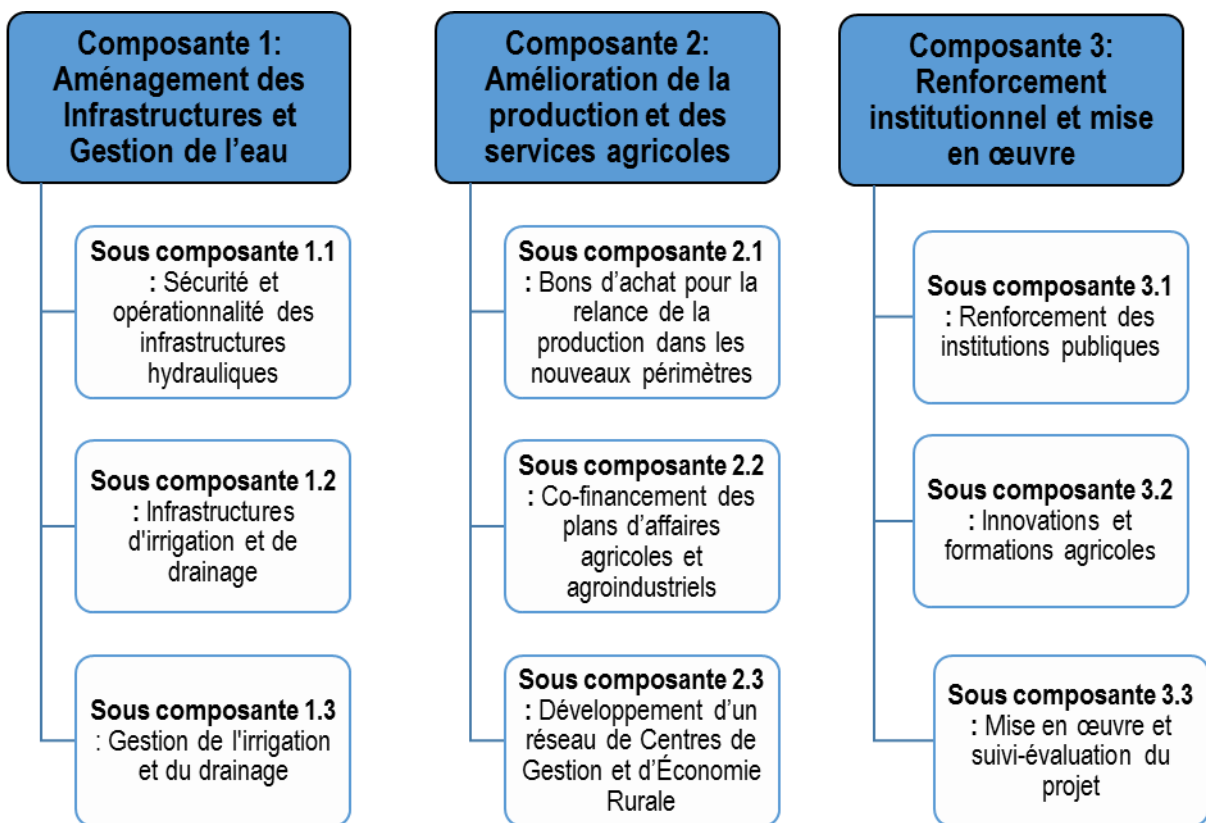 Composante 1:
Aménagement des
Infrastructures et
Gestion de l’eau
Sous composante 1.1
: Sécurité et
opérationnalité des
infrastructures
hydrauliques
Sous composante 1.2
: Infrastructures
d'irrigation et de
drainage
Sous composante 1.3
: Gestion de l'irrigation
et du drainage
Composante 2:
Amélioration de la
production et des
services agricoles
Sous composante 2.1
: Bons d’achat pour la
relance de la
production dans les
nouveaux périmètres
Sous composante 2.2
: Co-financement des
plans d’affaires
agricoles et
agroindustriels
Sous composante 2.3
: Développement d’un
réseau de Centres de
Gestion et d’Économie
Rurale
Composante 3:
Renforcement
institutionnel et mise
en œuvre
Sous composante 3.1
: Renforcement des
institutions publiques
Sous composante 3.2
: Innovations et
formations agricoles
Sous composante 3.3
: Mise en œuvre et
suivi-évaluation du
projet